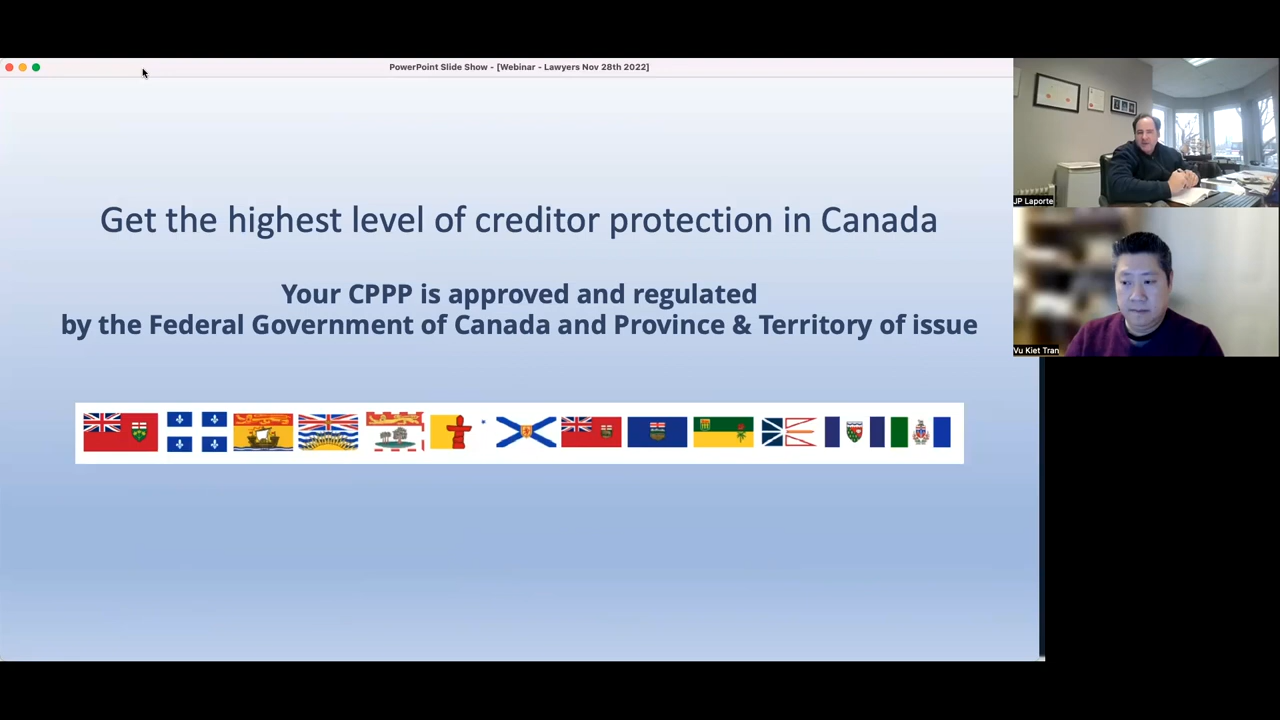 PowerPoint Slide Show - [Webinar - Lawyers Nov 28th 2022]
Get the highest level of creditor protection in Canada
Your CPPP is approved and regulated
by the Federal Government of Canada and Province & Territory of issue
JP Laporte
Vu Kiet Tran